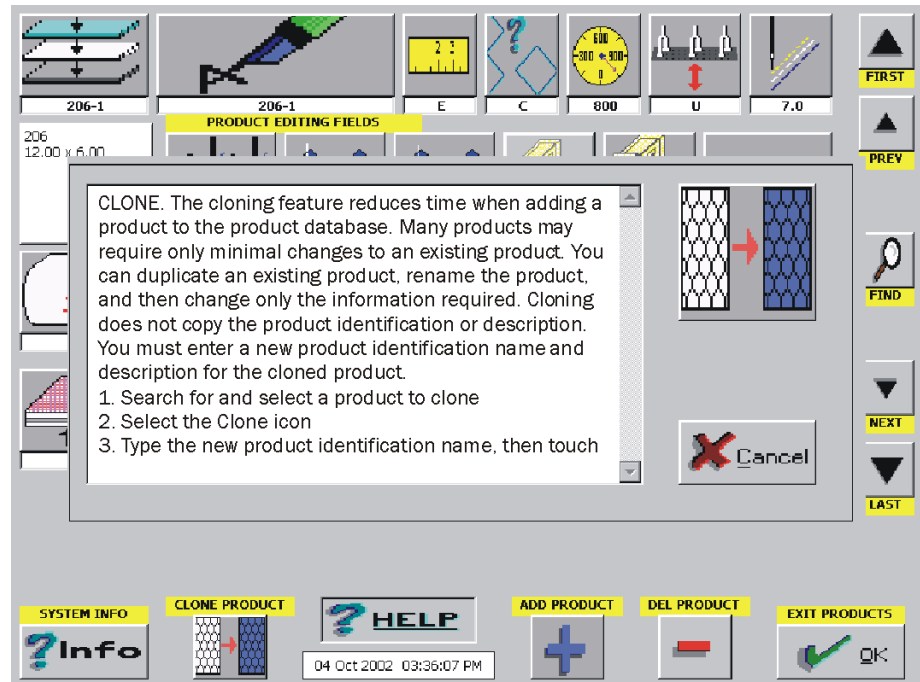 206-1
206-1
E
C
800
U
7.0
FIRST
PRODUCT EDITING FIELDS
206
12.00 x 6.00
PREV
CLONE. The cloning feature reduces time when adding a
product to the product database. Many products may
require only minimal changes to an existing product. You
can duplicate an existing product, rename the product,
and then change only the information required. Cloning
does not copy the product identification or description.
You must enter a new product identification name and
description for the cloned product.
1. Search for and select a product to clone
2. Select the Clone icon
3. Type the new product identification name, then touch
FIND
NEXT
Cancel
LAST
SYSTEM INFO
?Info
CLONE PRODUCT
? HELP
04 Oct 2002 03:36:07 PM
ADD PRODUCT
DEL PRODUCT
EXIT PRODUCTS
OK